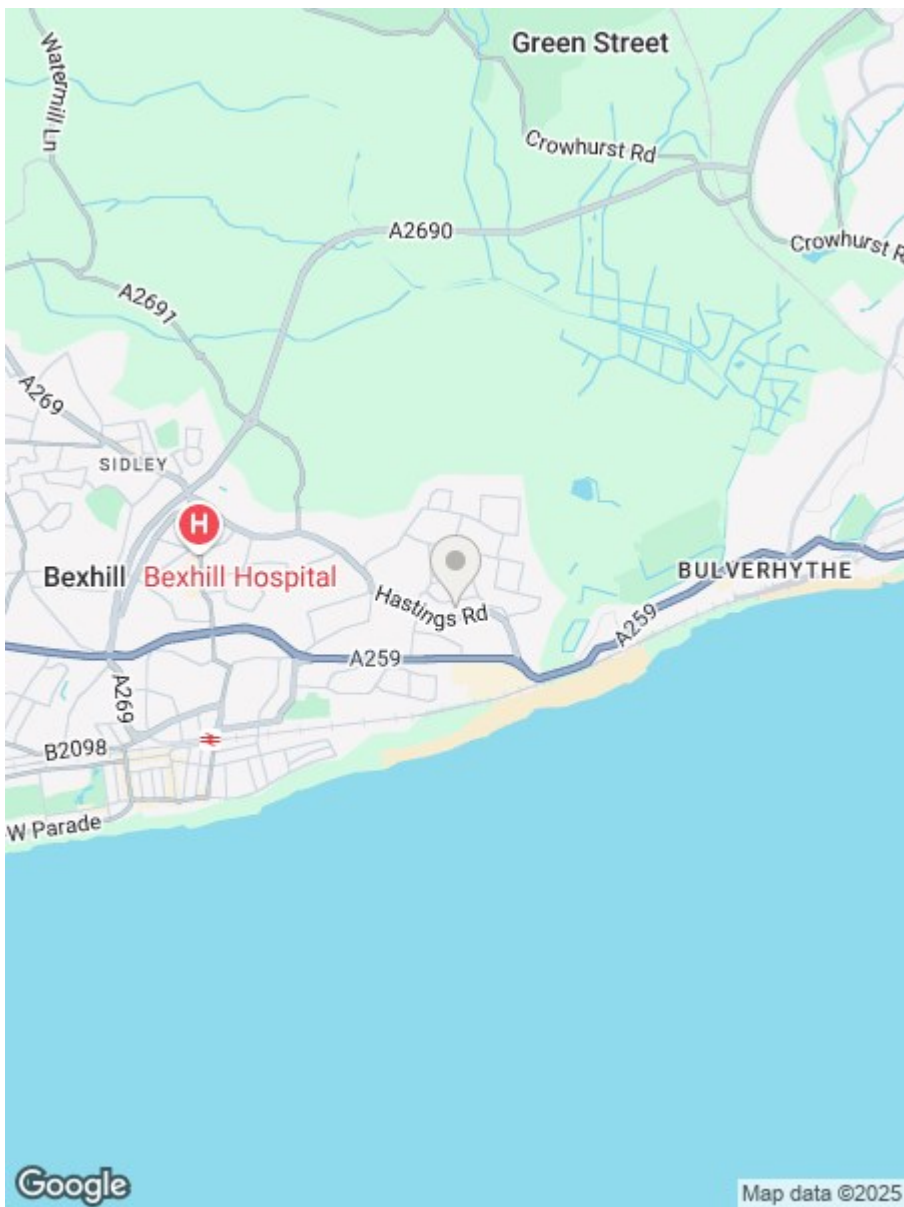 Green Street
Watermill Ln
Crowhurst Rd
A2690
Crowhurst R
A2691
A269
SIDLEY
H
Bexhill
Bexhill Hospital
BULVERHYTHE
Hastings Rd
A259
A259
A269
B2098
W Parade
Google
Map data ©2025